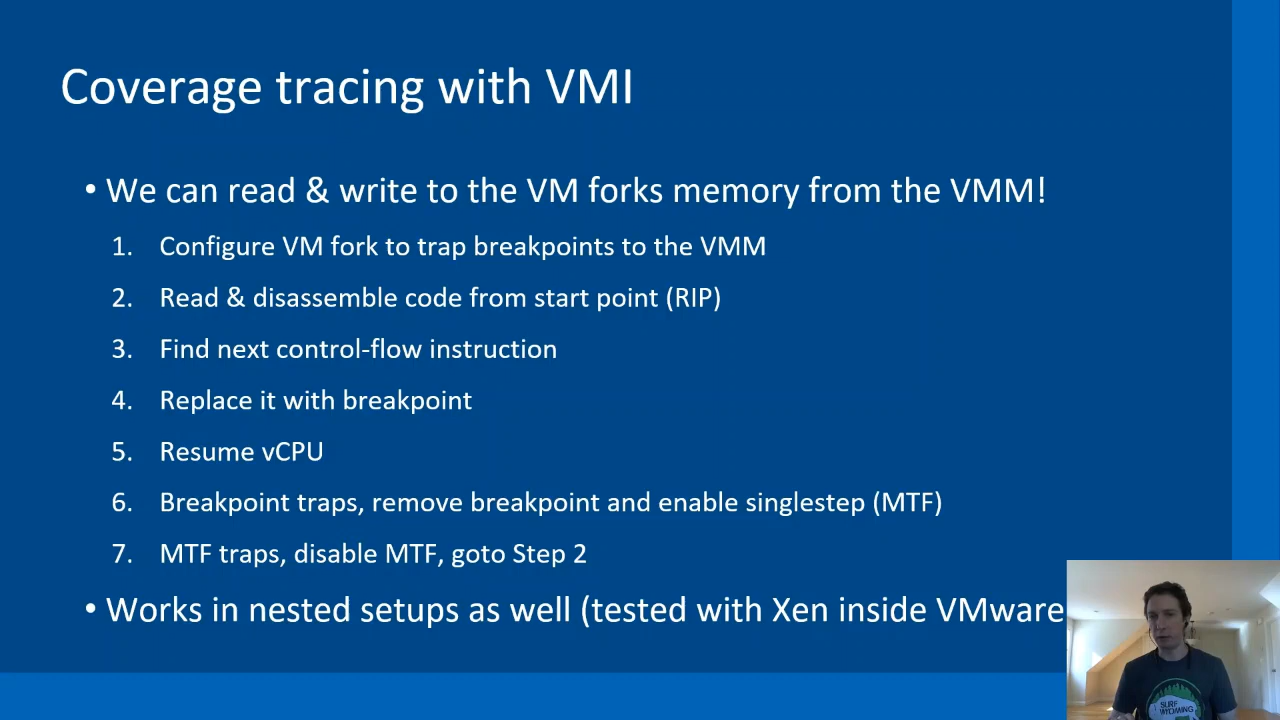 Coverage tracing with VMI
• We can read & write to the VM forks memory from the VMM!
1. Configure VM fork to trap breakpoints to the VMM
2. Read & disassemble code from start point (RIP)
3. Find next control-flow instruction
4. Replace it with breakpoint
5. Resume vCPU
6. Breakpoint traps, remove breakpoint and enable singlestep (MTF)
7. MTF traps, disable MTF, goto Step 2
• Works in nested setups as well (tested with Xen inside VMware
SURF
WYOMING